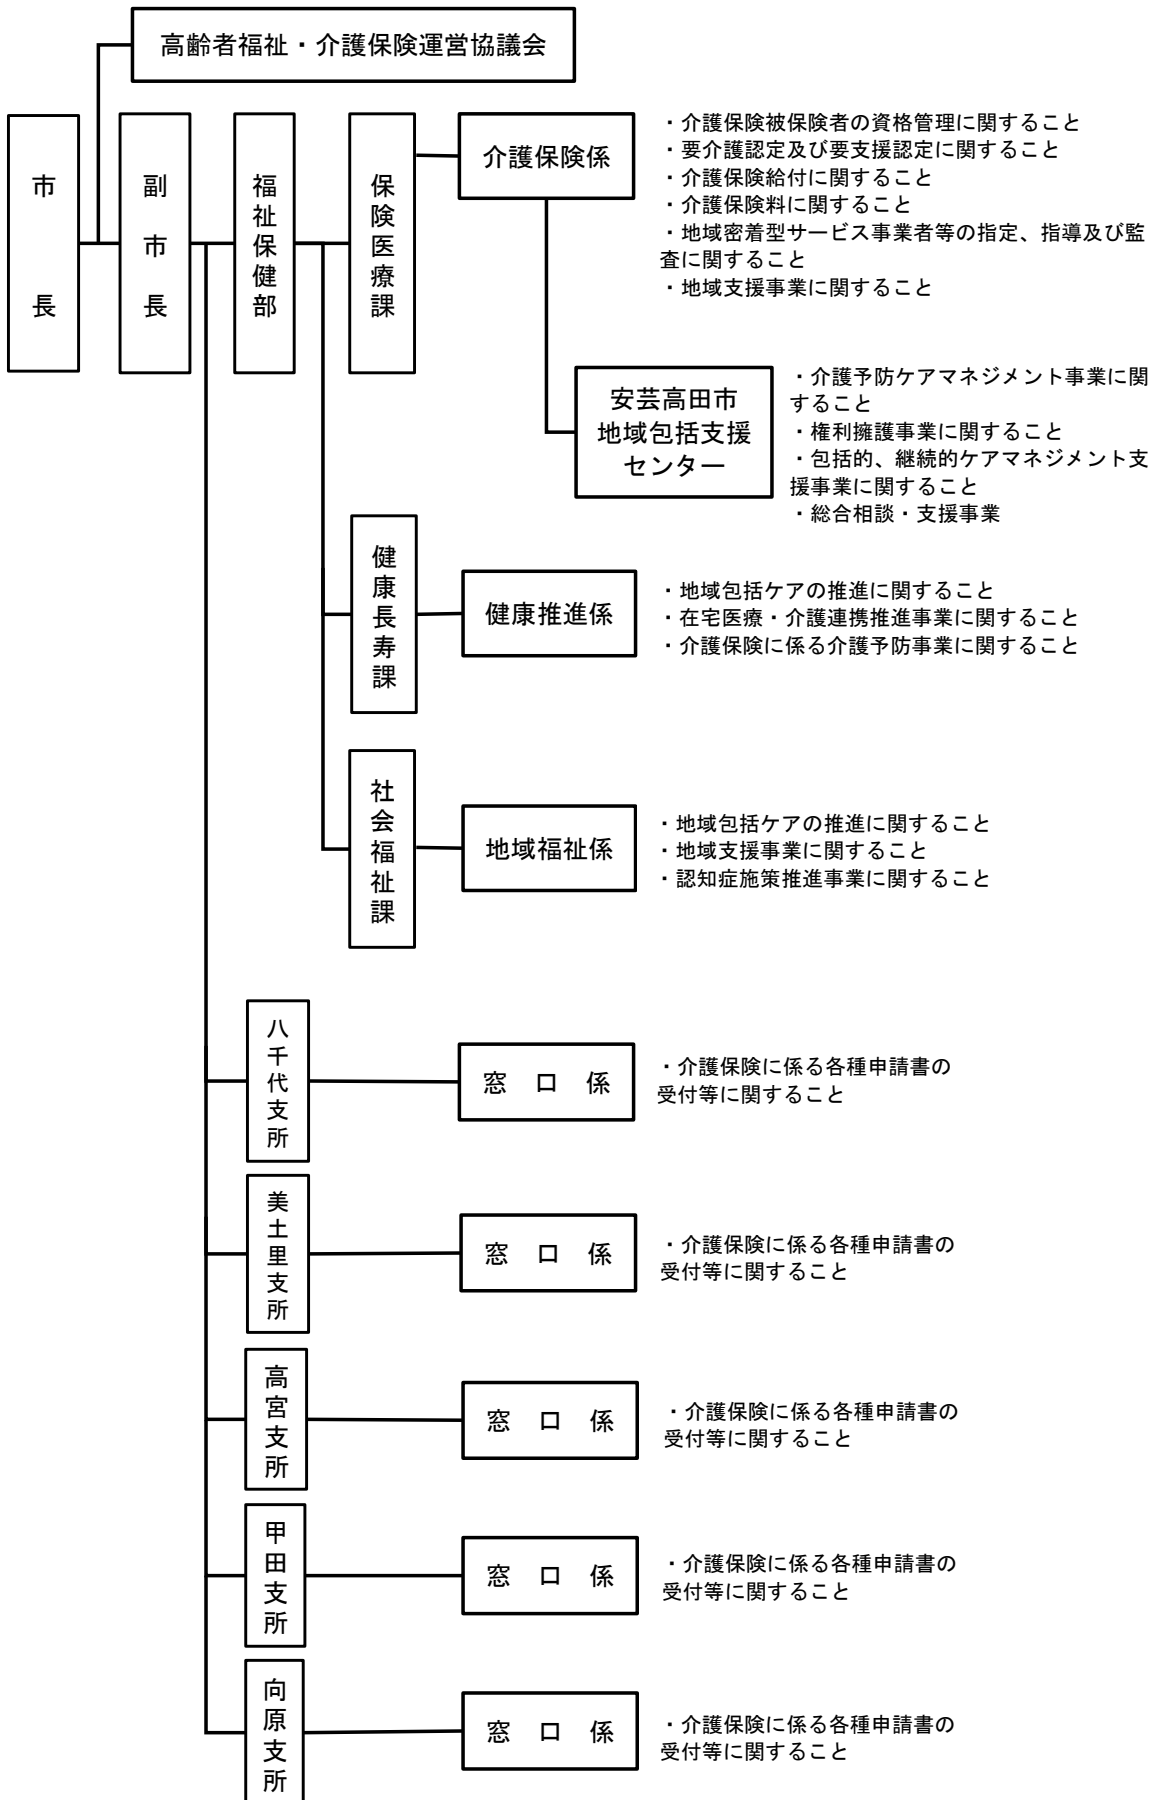 高齢者福祉・介護保険運営協議会
市長
副市長
福祉保健部
保険医療課
介護保険係
・介護保険被保険者の資格管理に関すること
・要介護認定及び要支援認定に関すること
・介護保険給付に関すること
・介護保険料に関すること
・地域密着型サービス事業者等の指定、指導及び監
査に関すること
・地域支援事業に関すること
安芸高田市
地域包括支援
センター
・介護予防ケアマネジメント事業に関
すること
・権利擁護事業に関すること
・包括的、継続的ケアマネジメント支
援事業に関すること
・総合相談・支援事業
健康長寿課
健康推進係
・地域包括ケアの推進に関すること
・在宅医療・介護連携推進事業に関すること
・介護保険に係る介護予防事業に関すること
社会福祉課
地域福祉係
・地域包括ケアの推進に関すること
・地域支援事業に関すること
・認知症施策推進事業に関すること
八千代支所
窓口係
・介護保険に係る各種申請書の
受付等に関すること
美土里支所
窓口係
・介護保険に係る各種申請書の
受付等に関すること
高宮支所
窓口係
・介護保険に係る各種申請書の
受付等に関すること
甲田支所
窓口係
・介護保険に係る各種申請書の
受付等に関すること
向原支所
窓口係
・介護保険に係る各種申請書の
受付等に関すること